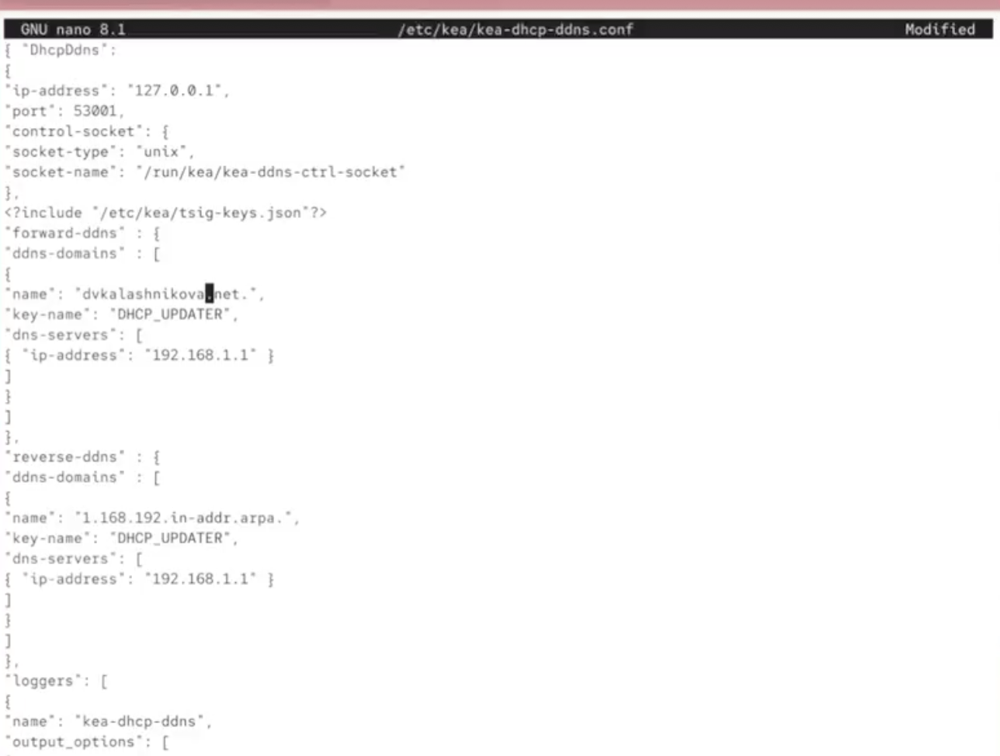 GNU nano 8.1 /etc/kea/kea-dhcp-ddns.conf Modified
{ "DhcpDdns":
{
"ip-address": "127.0.0.1",
"port": 53001,
"control-socket": {
"socket-type": "unix",
"socket-name": "/run/kea/kea-ddns-ctrl-socket"
},
<?include "/etc/kea/tsig-keys.json"?>
"forward-ddns" : {
"ddns-domains" : [
{
"name": "dvkalashnikova.net.",
"key-name": "DHCP_UPDATER",
"dns-servers": [
{ "ip-address": "192.168.1.1" }
]
}
]
},
"reverse-ddns" : {
"ddns-domains" : [
{
"name": "1.168.192.in-addr.arpa.",
"key-name": "DHCP_UPDATER",
"dns-servers": [
{ "ip-address": "192.168.1.1" }
]
}
]
},
"loggers": [
{
"name": "kea-dhcp-ddns",
"output_options": [